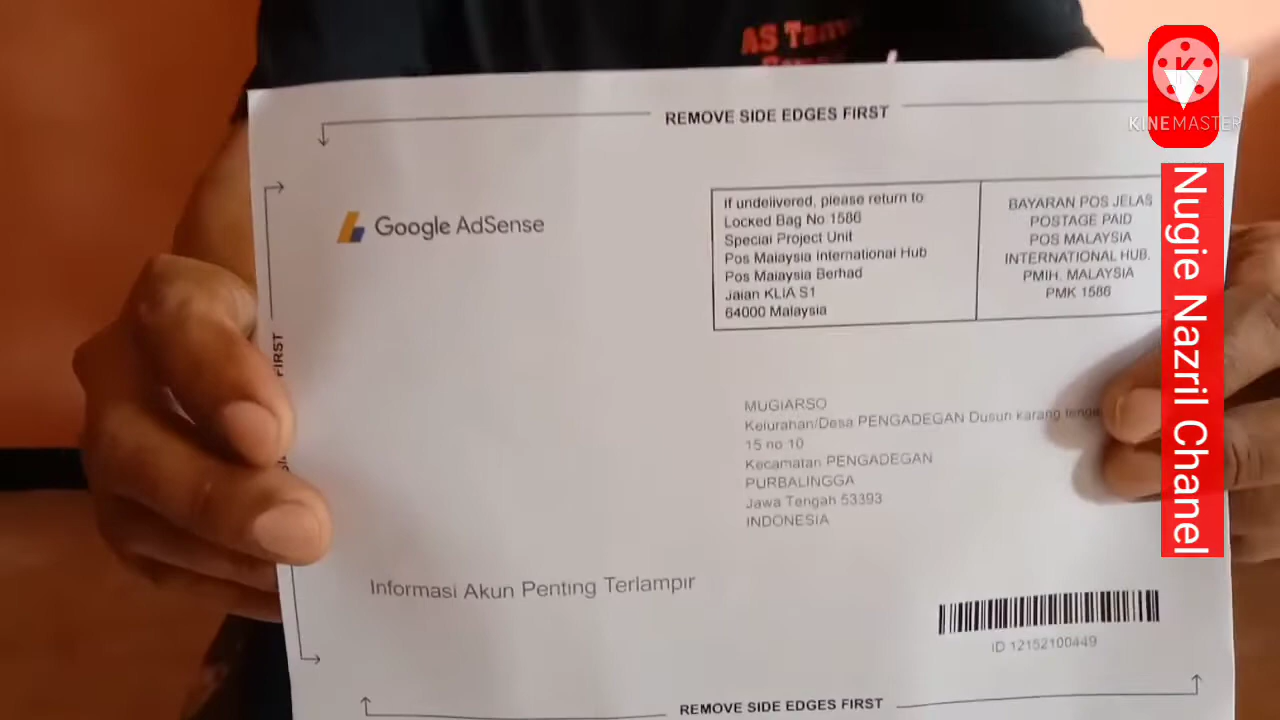 AS
REMOVE SIDE EDGES FIRST
KINEMASTER
Google AdSense
If undelivered, please return to
Locked Bag No 1586
Special Project Unit
Pos Malaysia International Hub
Pos Malaysia Berhad
Jalan KLIA S1
64000 Malaysia
BAYARAN POS JELAS
POSTAGE PAID
POS MALAYSIA
INTERNATIONAL HUB.
PMIH. MALAYSIA
PMK 1586
Nugie Nazril Chanel
FIRST
MUGIARSO
Kelurahan/Desa PENGADEGAN Dusun karang
15 no 10
Kecamatan PENGADEGAN
PURBALINGGA
Jawa Tengah 53393
INDONESIA
Informasi Akun Penting Terlampir
ID 12152100449
REMOVE SIDE EDGES FIRST